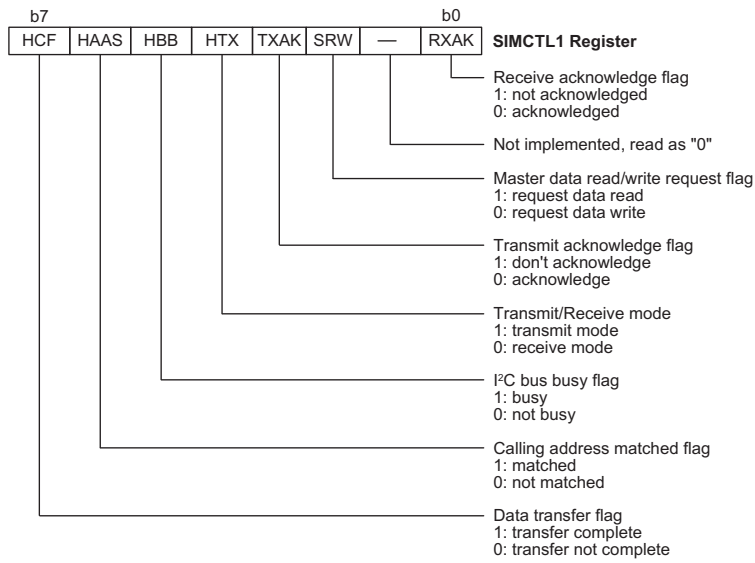 b7 b0
HCF HAAS HBB HTX TXAK SRW — RXAK SIMCTL1 Register
Receive acknowledge flag
1: not acknowledged
0: acknowledged
Not implemented, read as "0"
Master data read/write request flag
1: request data read
0: request data write
Transmit acknowledge flag
1: don't acknowledge
0: acknowledge
Transmit/Receive mode
1: transmit mode
0: receive mode
I²C bus busy flag
1: busy
0: not busy
Calling address matched flag
1: matched
0: not matched
Data transfer flag
1: transfer complete
0: transfer not complete